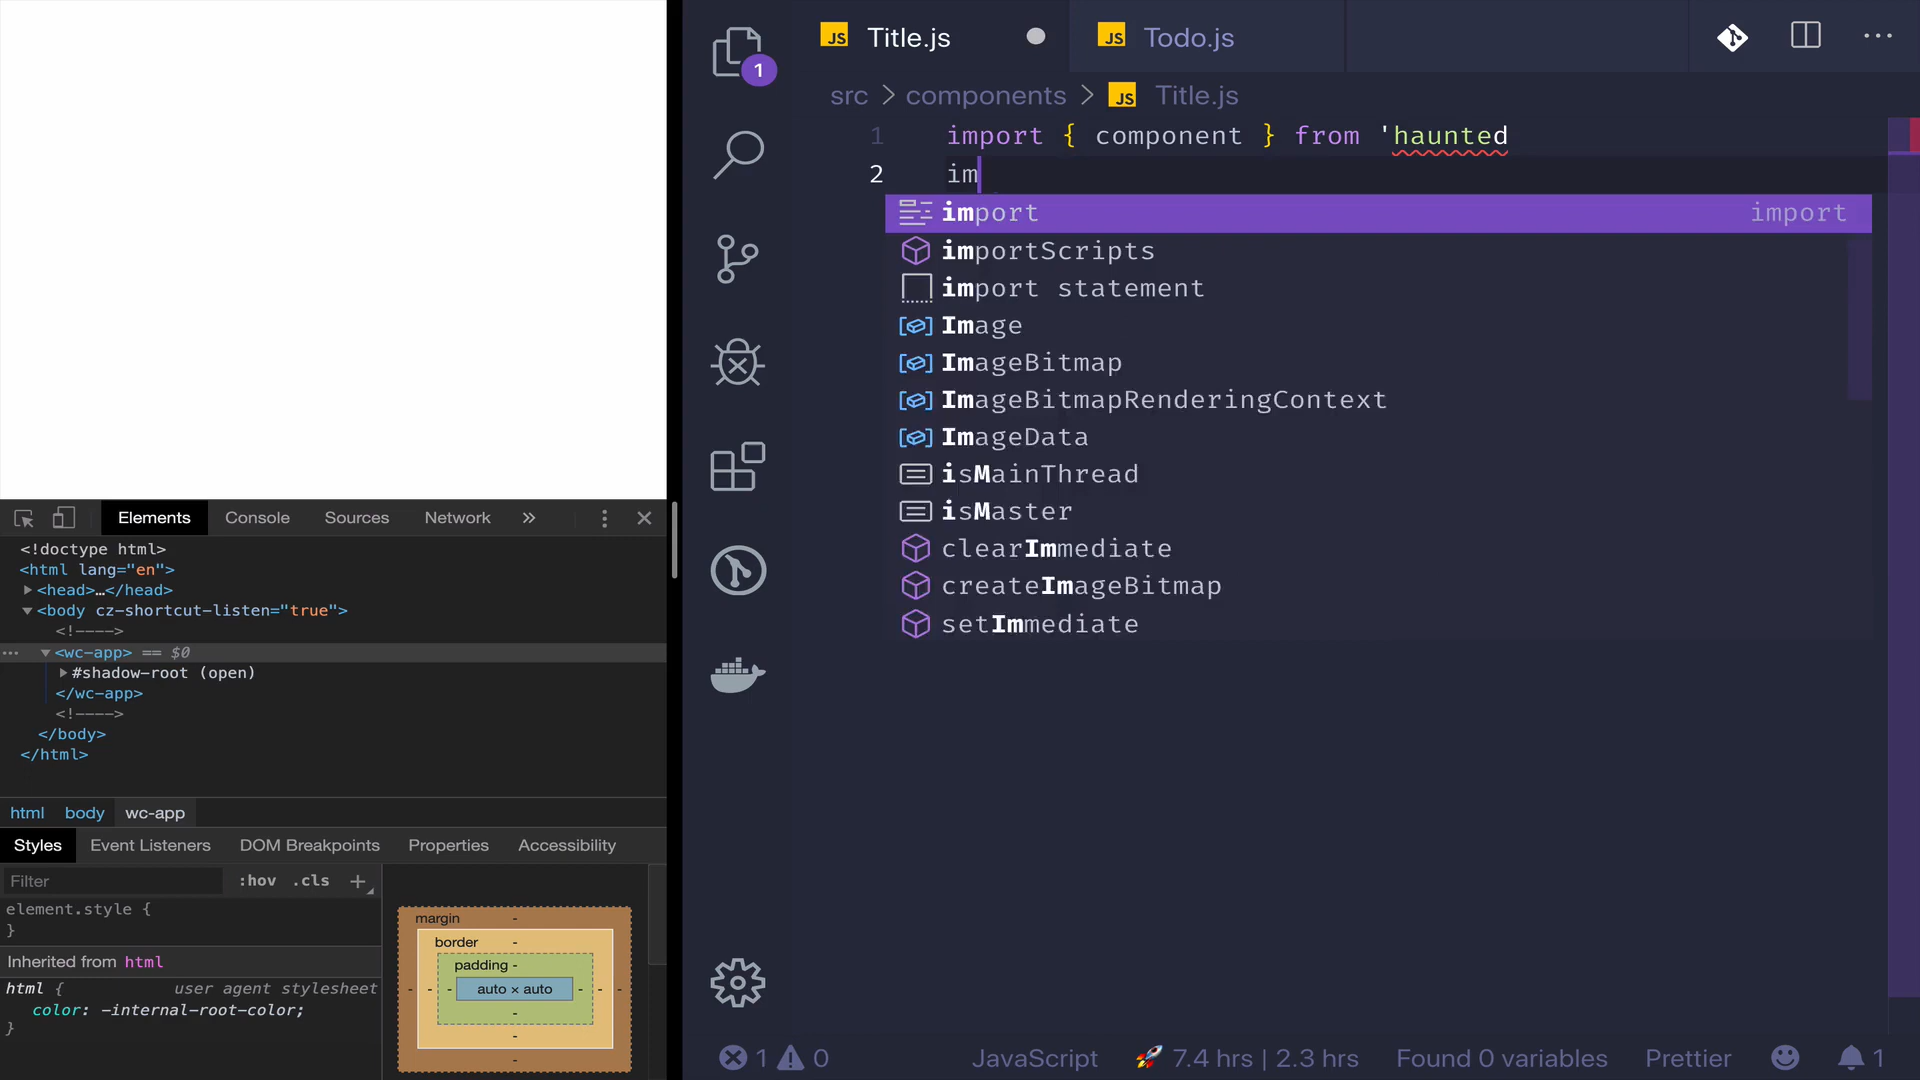 Elements Console Sources Network »
<!doctype html>
<html lang="en">
<head>…</head>
<body cz-shortcut-listen="true">
<!---->
<wc-app> == $0
#shadow-root (open)
</wc-app>
<!---->
</body>
</html>
html body wc-app
Styles Event Listeners DOM Breakpoints Properties Accessibility
Filter :hov .cls +
element.style {
}
Inherited from html
html { user agent stylesheet
color: -internal-root-color;
}
margin -
border -
padding -
- - - auto × auto - - -
-
-
-
1
JS Title.js JS Todo.js
src > components > JS Title.js
1 import { component } from 'haunted
2 im
import import
importScripts
import statement
Image
ImageBitmap
ImageBitmapRenderingContext
ImageData
isMainThread
isMaster
clearImmediate
createImageBitmap
setImmediate
1 0 JavaScript 🚀 7.4 hrs | 2.3 hrs Found 0 variables Prettier 1